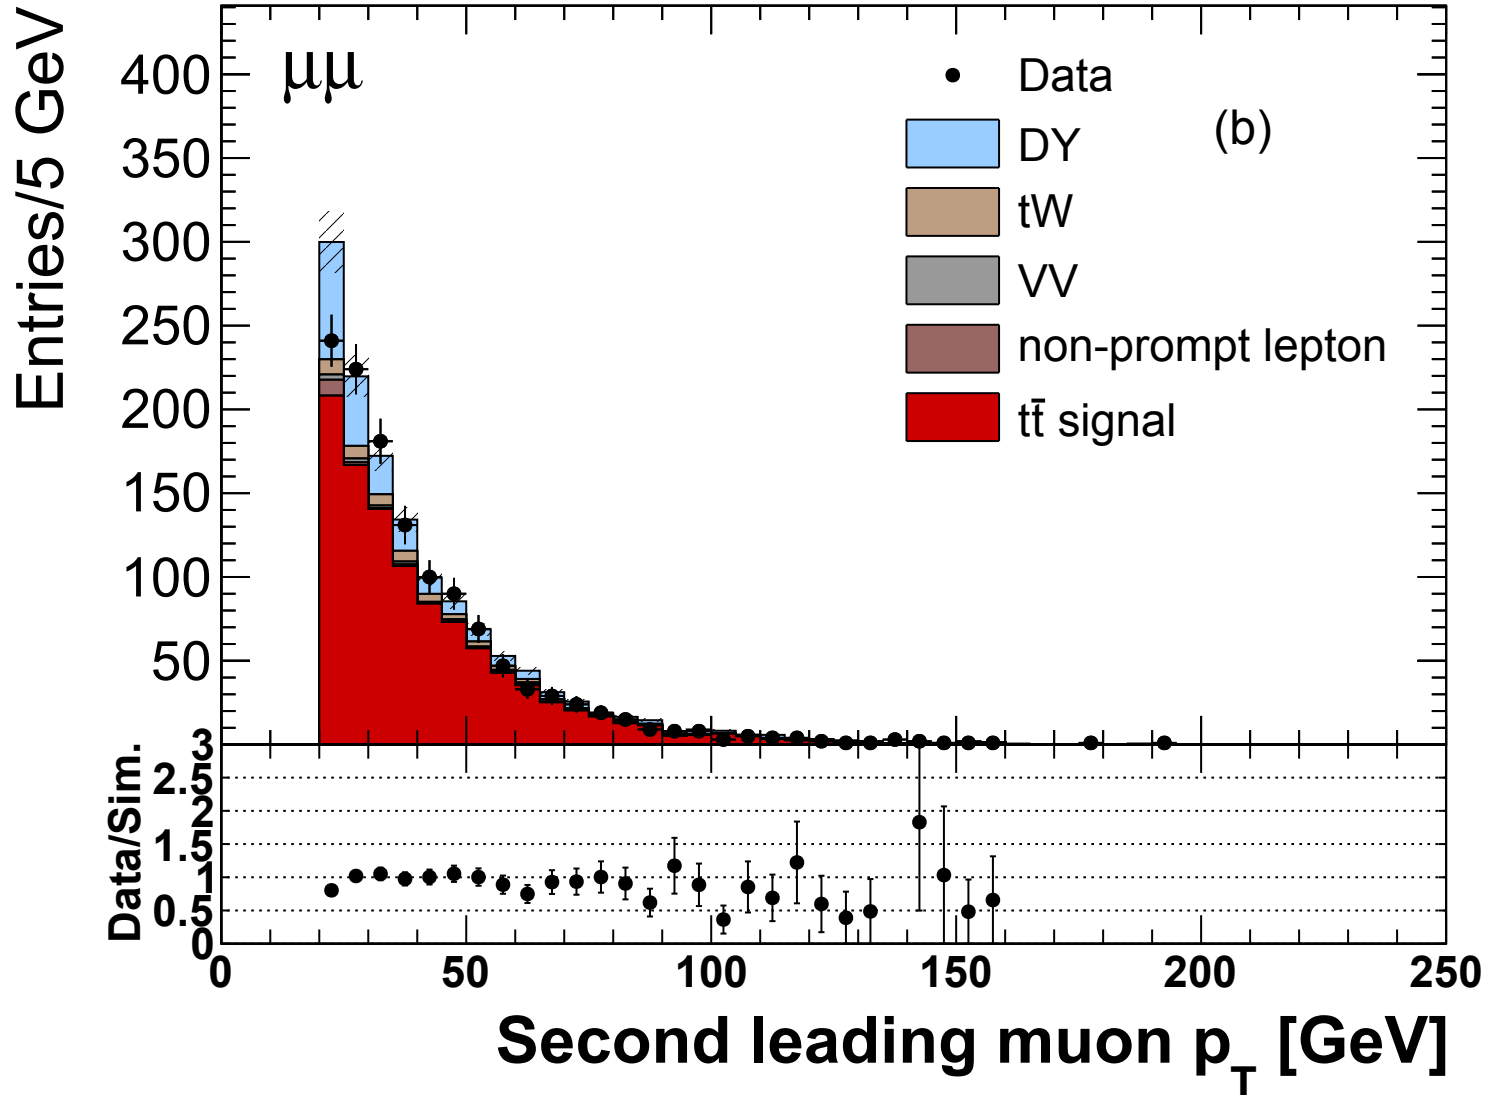 Entries/5 GeV
400
350
300
250
200
150
100
50
μμ
Data
DY
tW
VV
non-prompt lepton
tt̄ signal
(b)
Data/Sim.
3
2.5
2
1.5
1
0.5
0
0 50 100 150 200 250
Second leading muon p_T [GeV]